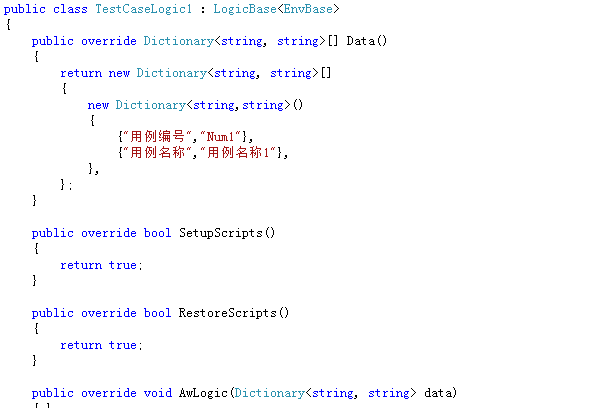 public class TestCaseLogic1 : LogicBase<EnvBase>
{
public override Dictionary<string, string>[] Data()
{
return new Dictionary<string, string>[]
{
new Dictionary<string,string>()
{
{"用例编号","Num1"},
{"用例名称","用例名称1"},
},
};
}
public override bool SetupScripts()
{
return true;
}
public override bool RestoreScripts()
{
return true;
}
public override void AwLogic(Dictionary<string, string> data)